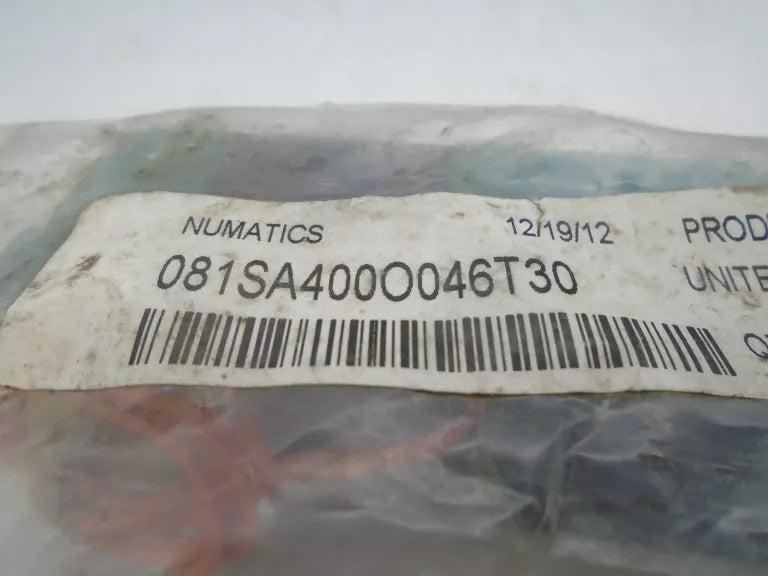 NUMATICS 12/19/12 PROD
081SA400O046T30 UNITE
Q